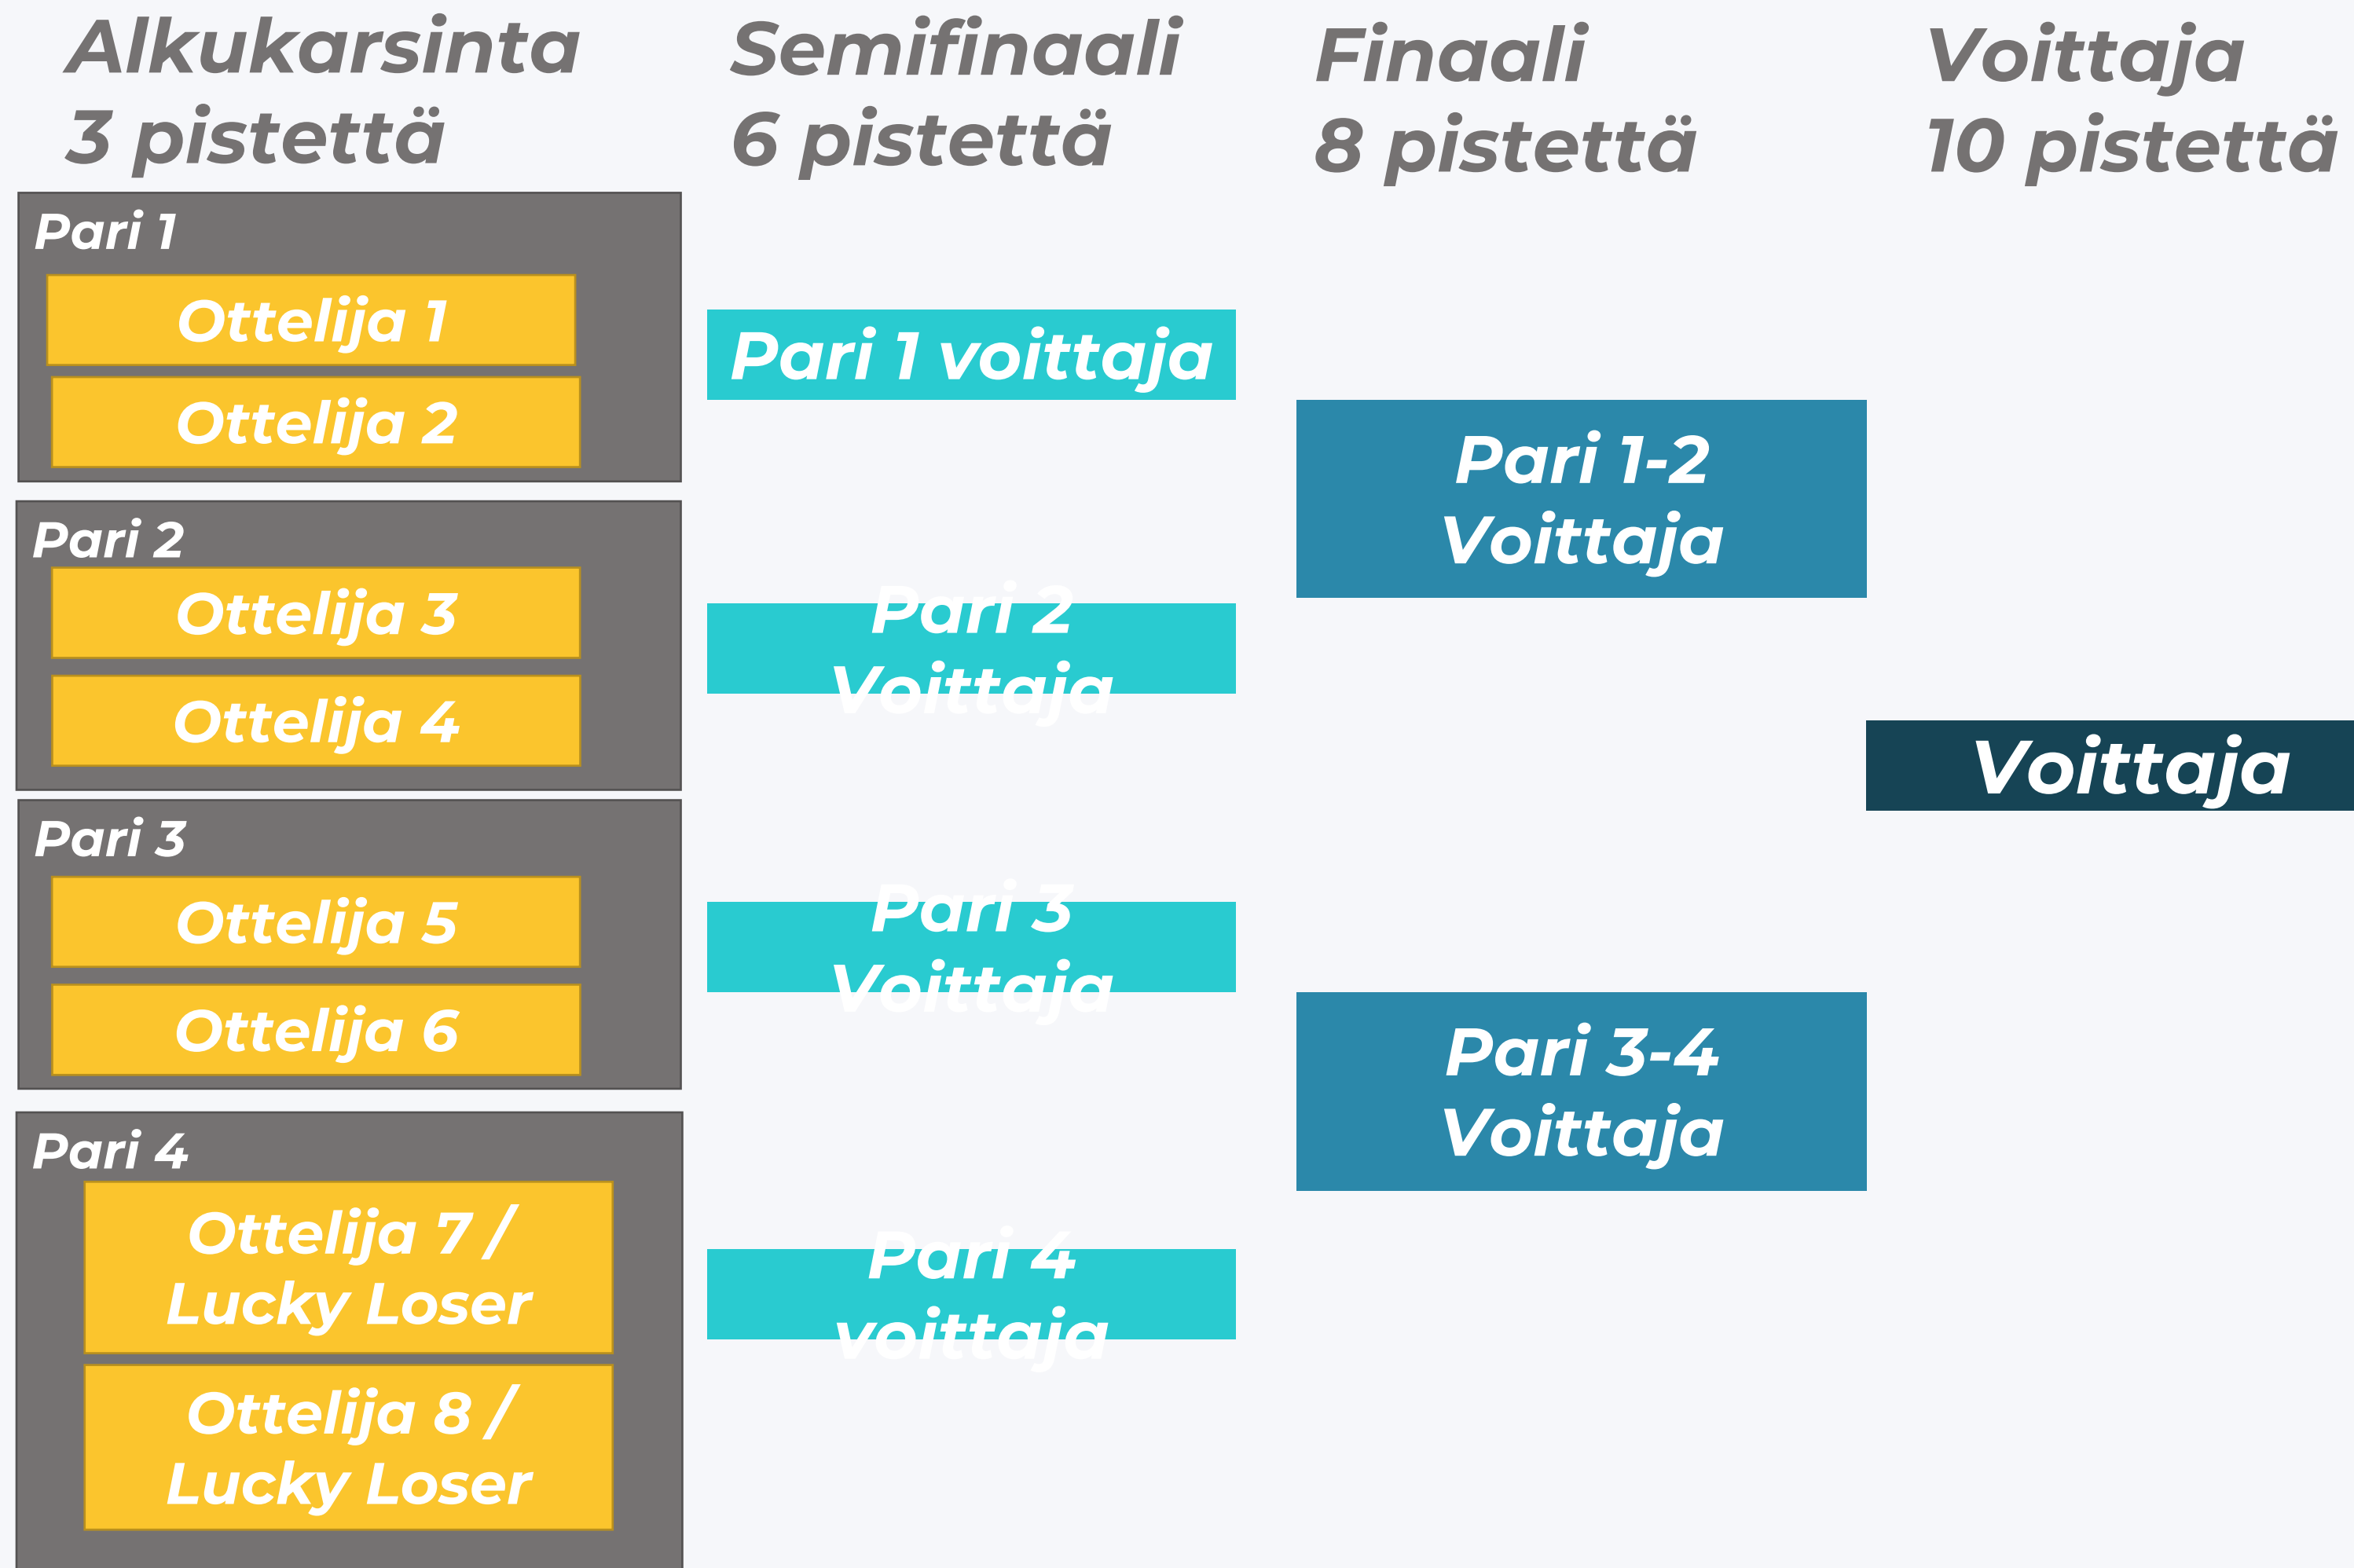 Alkukarsinta
3 pistettä
Semifinaali
6 pistettä
Finaali
8 pistettä
Voittaja
10 pistettä
Pari 1
Ottelija 1
Ottelija 2
Pari 2
Ottelija 3
Ottelija 4
Pari 3
Ottelija 5
Ottelija 6
Pari 4
Ottelija 7 /
Lucky Loser
Ottelija 8 /
Lucky Loser
Pari 1 voittaja
Pari 2
Voittaja
Pari 3
Voittaja
Pari 4
voittaja
Pari 1-2
Voittaja
Pari 3-4
Voittaja
Voittaja